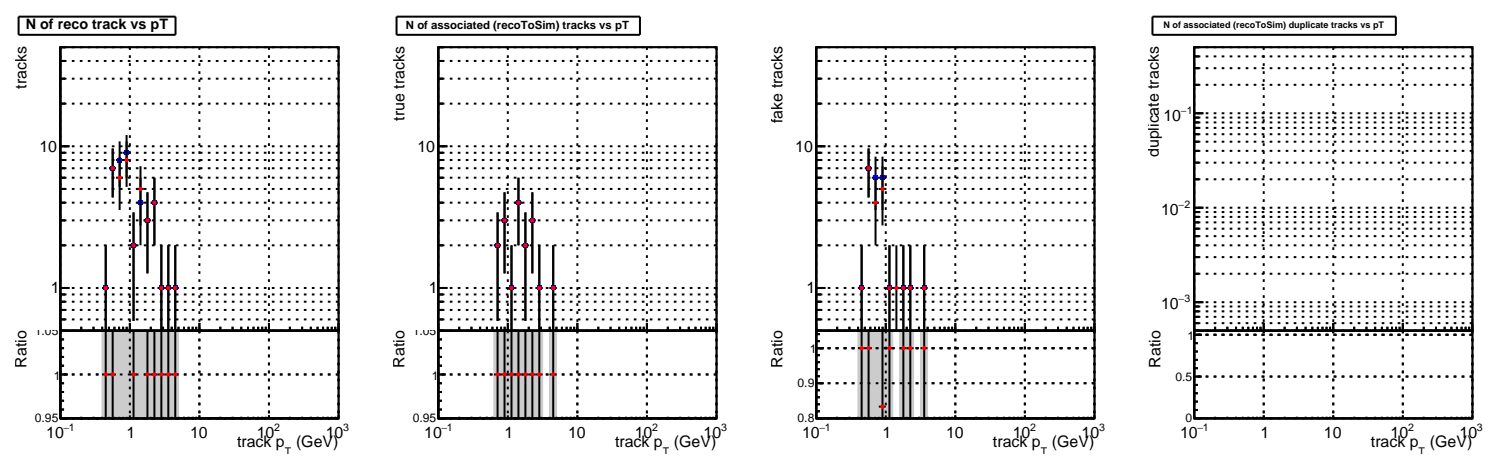 N of reco track vs pT
tracks
10
1
Ratio
1.05
1
0.95
10⁻¹ 1 10 10² 10³
track p_T (GeV)
N of associated (recoToSim) tracks vs pT
true tracks
10
1
Ratio
1.05
1
0.95
10⁻¹ 1 10 10² 10³
track p_T (GeV)
fake tracks
10
1
Ratio
1
0.9
0.8
10⁻¹ 1 10 10² 10³
track p_T (GeV)
N of associated (recoToSim) duplicate tracks vs pT
duplicate tracks
10⁻¹
10⁻²
10⁻³
Ratio
1
0.5
0
10⁻¹ 1 10 10² 10³
track p_T (GeV)